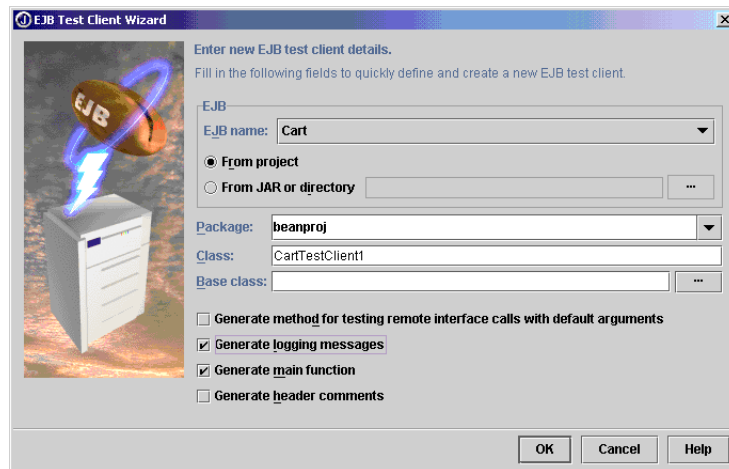 EJB Test Client Wizard
Enter new EJB test client details.
Fill in the following fields to quickly define and create a new EJB test client.
EJB
EJB
EJB name: Cart
From project
From JAR or directory ...
Package: beanproj
Class: CartTestClient1
Base class: ...
Generate method for testing remote interface calls with default arguments
Generate logging messages
Generate main function
Generate header comments
OK Cancel Help